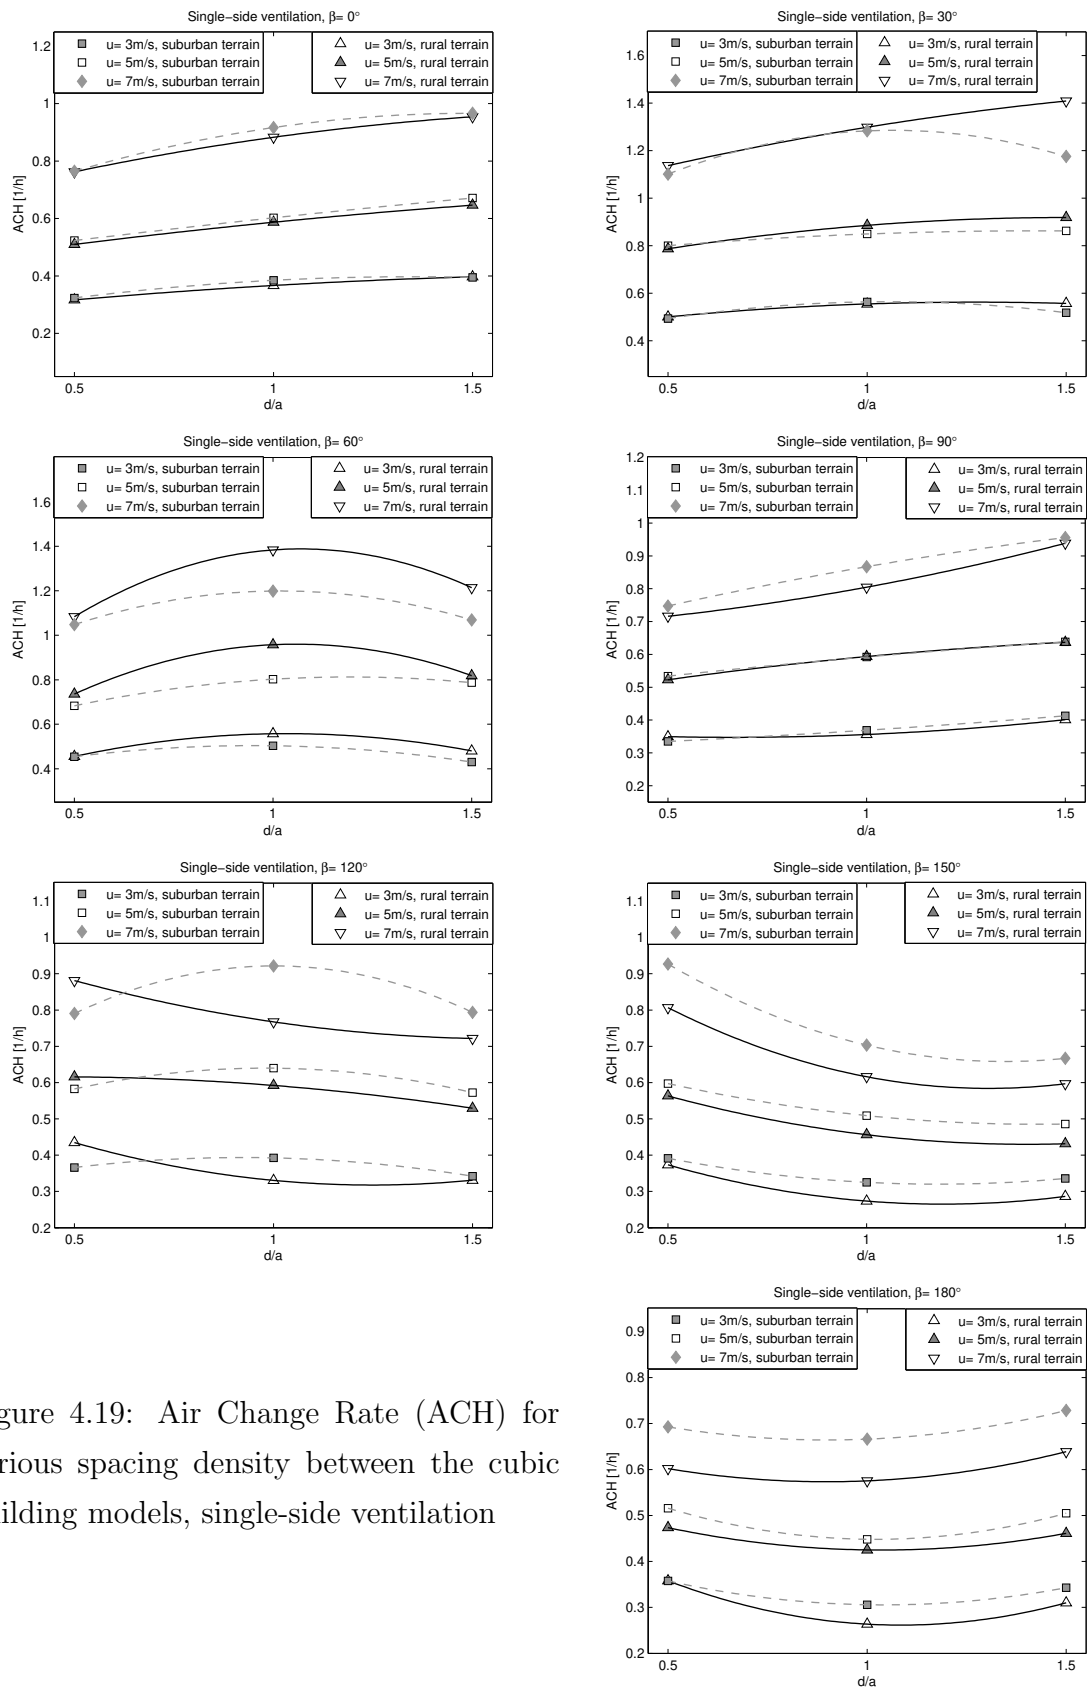 Single−side ventilation, β= 0°
u= 3m/s, suburban terrain
u= 5m/s, suburban terrain
u= 7m/s, suburban terrain
u= 3m/s, rural terrain
u= 5m/s, rural terrain
u= 7m/s, rural terrain
1.2
1
0.8
0.6
0.4
0.2
ACH [1/h]
0.5 1 1.5
d/a
Single−side ventilation, β= 30°
u= 3m/s, suburban terrain
u= 5m/s, suburban terrain
u= 7m/s, suburban terrain
u= 3m/s, rural terrain
u= 5m/s, rural terrain
u= 7m/s, rural terrain
1.6
1.4
1.2
1
0.8
0.6
0.4
ACH [1/h]
0.5 1 1.5
d/a
Single−side ventilation, β= 60°
u= 3m/s, suburban terrain
u= 5m/s, suburban terrain
u= 7m/s, suburban terrain
u= 3m/s, rural terrain
u= 5m/s, rural terrain
u= 7m/s, rural terrain
1.6
1.4
1.2
1
0.8
0.6
0.4
ACH [1/h]
0.5 1 1.5
d/a
Single−side ventilation, β= 90°
u= 3m/s, suburban terrain
u= 5m/s, suburban terrain
u= 7m/s, suburban terrain
u= 3m/s, rural terrain
u= 5m/s, rural terrain
u= 7m/s, rural terrain
1.2
1.1
1
0.9
0.8
0.7
0.6
0.5
0.4
0.3
0.2
ACH [1/h]
0.5 1 1.5
d/a
Single−side ventilation, β= 120°
u= 3m/s, suburban terrain
u= 5m/s, suburban terrain
u= 7m/s, suburban terrain
u= 3m/s, rural terrain
u= 5m/s, rural terrain
u= 7m/s, rural terrain
1.1
1
0.9
0.8
0.7
0.6
0.5
0.4
0.3
0.2
ACH [1/h]
0.5 1 1.5
d/a
Single−side ventilation, β= 150°
u= 3m/s, suburban terrain
u= 5m/s, suburban terrain
u= 7m/s, suburban terrain
u= 3m/s, rural terrain
u= 5m/s, rural terrain
u= 7m/s, rural terrain
1.1
1
0.9
0.8
0.7
0.6
0.5
0.4
0.3
0.2
ACH [1/h]
0.5 1 1.5
d/a
Single−side ventilation, β= 180°
u= 3m/s, suburban terrain
u= 5m/s, suburban terrain
u= 7m/s, suburban terrain
u= 3m/s, rural terrain
u= 5m/s, rural terrain
u= 7m/s, rural terrain
0.9
0.8
0.7
0.6
0.5
0.4
0.3
0.2
ACH [1/h]
0.5 1 1.5
d/a
gure 4.19: Air Change Rate (ACH) for
rious spacing density between the cubic
ilding models, single-side ventilation